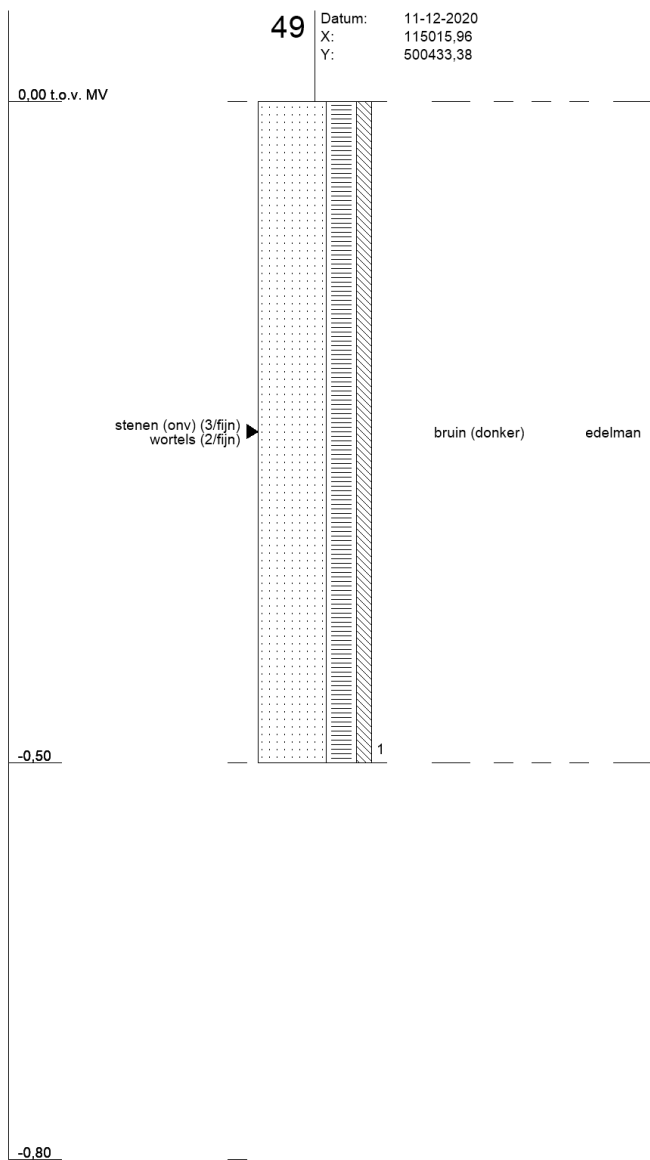 49
Datum: 11-12-2020
X: 115015,96
Y: 500433,38
0,00 t.o.v. MV
stenen (onv) (3/fijn)
wortels (2/fijn)
bruin (donker) edelman
1
-0,50
-0,80